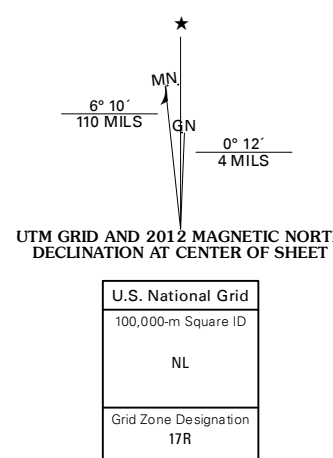 ★
MN
6° 10´
110 MILS
GN
0° 12´
4 MILS
UTM GRID AND 2012 MAGNETIC NORT
DECLINATION AT CENTER OF SHEET
U.S. National Grid
100,000-m Square ID
NL
Grid Zone Designation
17R